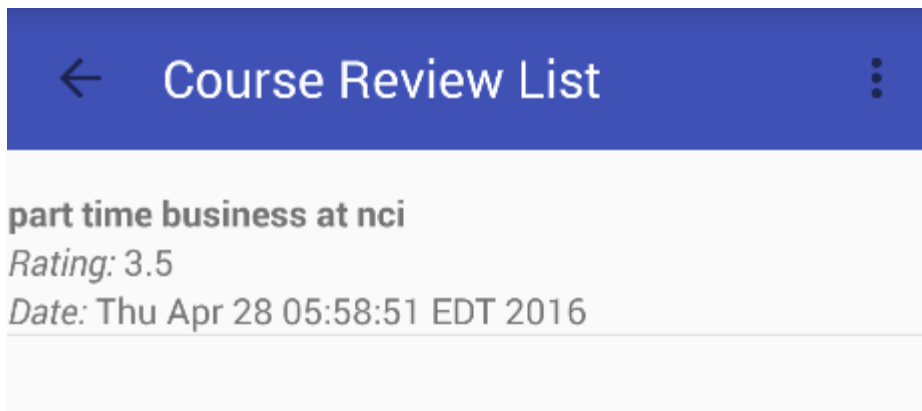 Course Review List
part time business at nci
Rating: 3.5
Date: Thu Apr 28 05:58:51 EDT 2016